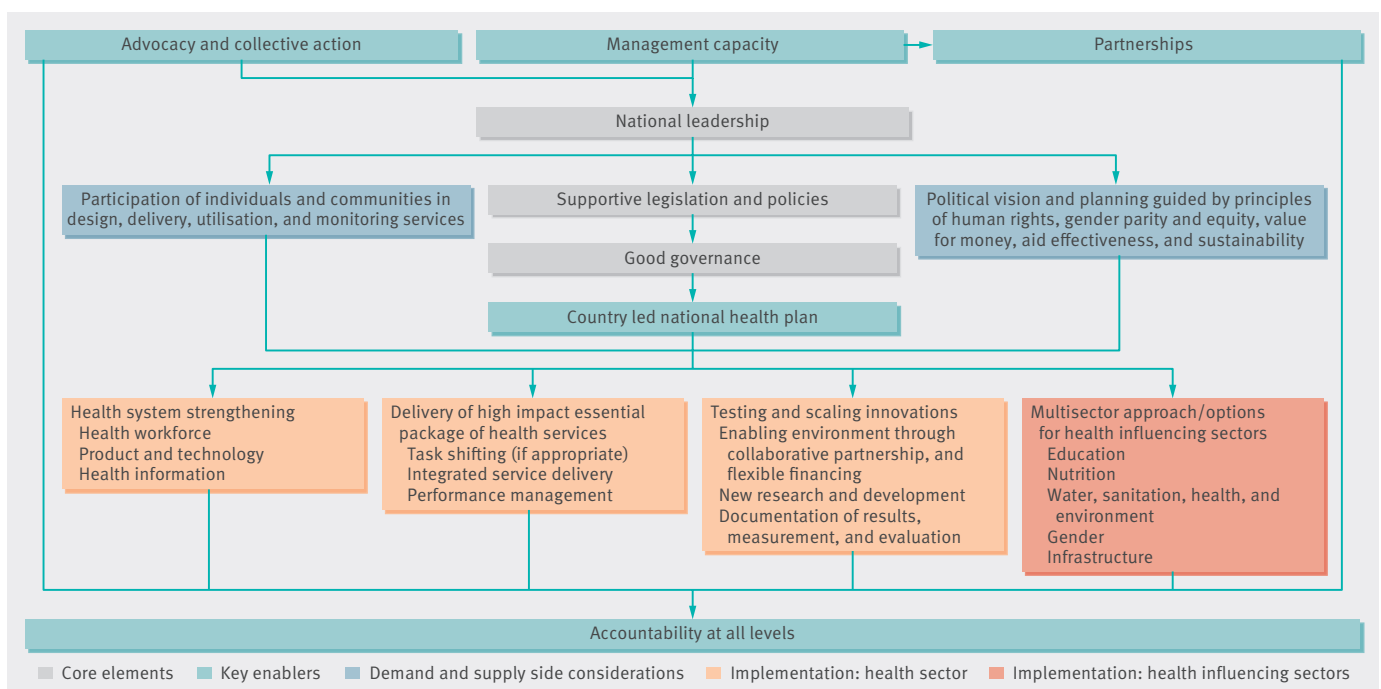 Advocacy and collective action
Management capacity
Partnerships
National leadership
Participation of individuals and communities in
design, delivery, utilisation, and monitoring services
Supportive legislation and policies
Political vision and planning guided by principles
of human rights, gender parity and equity, value
for money, aid effectiveness, and sustainability
Good governance
Country led national health plan
Health system strengthening
Health workforce
Product and technology
Health information
Delivery of high impact essential
package of health services
Task shifting (if appropriate)
Integrated service delivery
Performance management
Testing and scaling innovations
Enabling environment through
collaborative partnership, and
flexible financing
New research and development
Documentation of results,
measurement, and evaluation
Multisector approach/options
for health influencing sectors
Education
Nutrition
Water, sanitation, health, and
environment
Gender
Infrastructure
Accountability at all levels
Core elements
Key enablers
Demand and supply side considerations
Implementation: health sector
Implementation: health influencing sectors